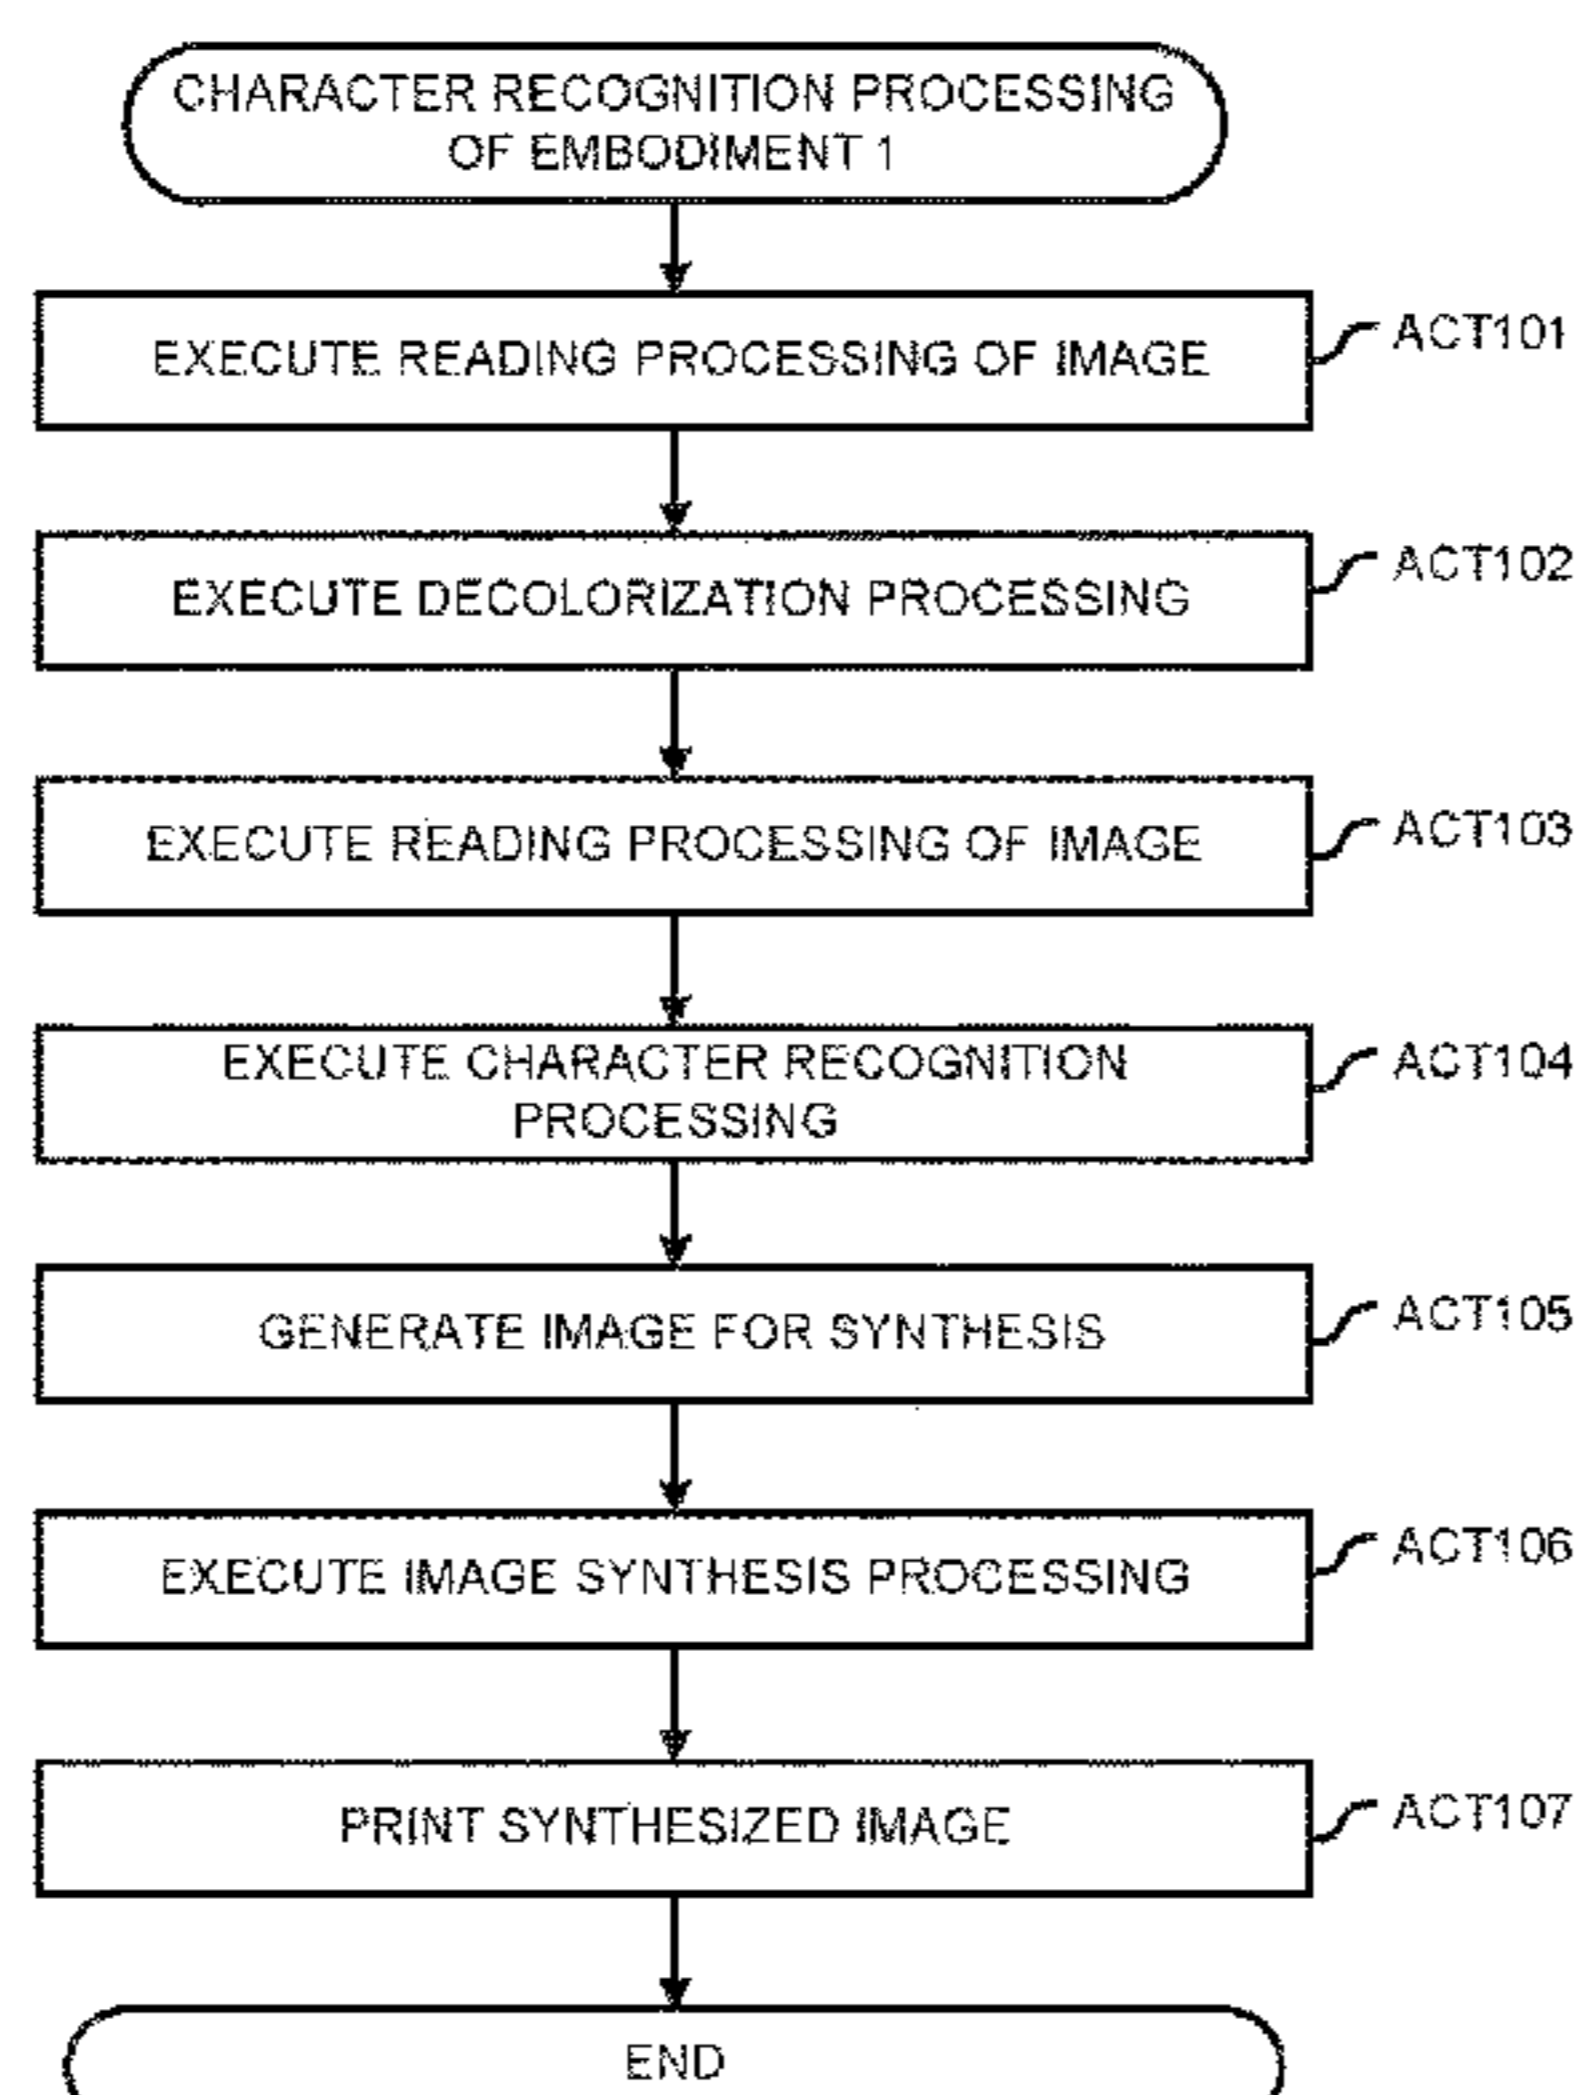 CHARACTER RECOGNITION PROCESSING
OF EMBODIMENT 1
EXECUTE READING PROCESSING OF IMAGE
ACT101
EXECUTE DECOLORIZATION PROCESSING
ACT102
EXECUTE READING PROCESSING OF IMAGE
ACT103
EXECUTE CHARACTER RECOGNITION
PROCESSING
ACT104
GENERATE IMAGE FOR SYNTHESIS
ACT105
EXECUTE IMAGE SYNTHESIS PROCESSING
ACT106
PRINT SYNTHESIZED IMAGE
ACT107
END